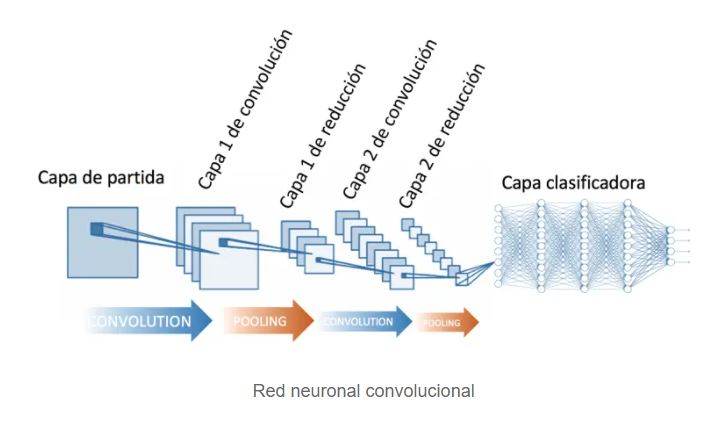 Capa de partida
Capa 1 de convolución
Capa 1 de reducción
Capa 2 de convolución
Capa 2 de reducción
Capa clasificadora
CONVOLUTION
POOLING
CONVOLUTION
POOLING
Red neuronal convolucional